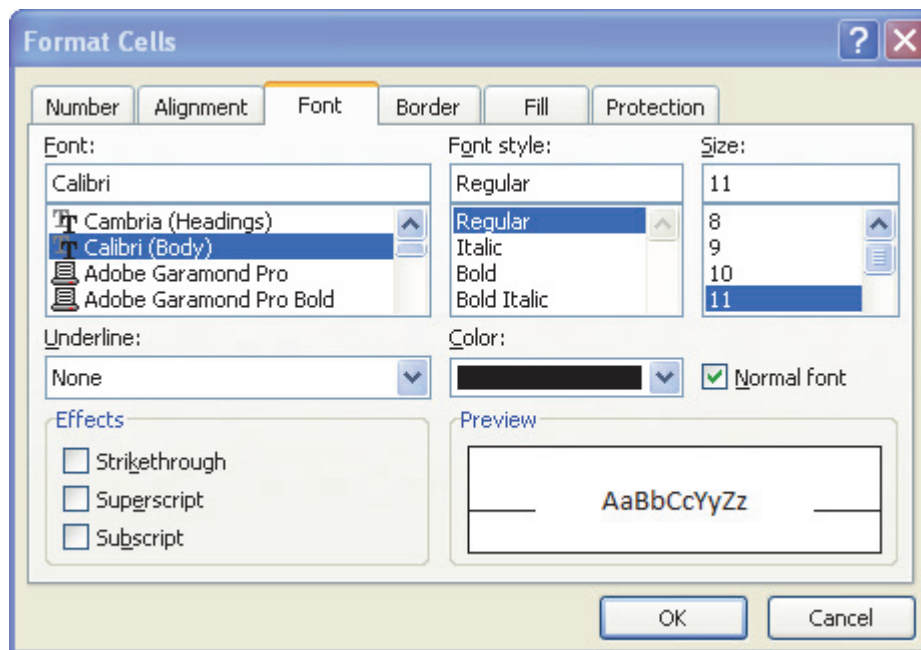 Format Cells
Number Alignment Font Border Fill Protection
Font: Font style: Size:
Calibri Regular 11
Cambria (Headings) Regular 8
Calibri (Body) Italic 9
Adobe Garamond Pro Bold 10
Adobe Garamond Pro Bold Bold Italic 11
Underline: Color:
None Normal font
Effects Preview
Strikethrough
Superscript AaBbCcYyZz
Subscript
OK Cancel